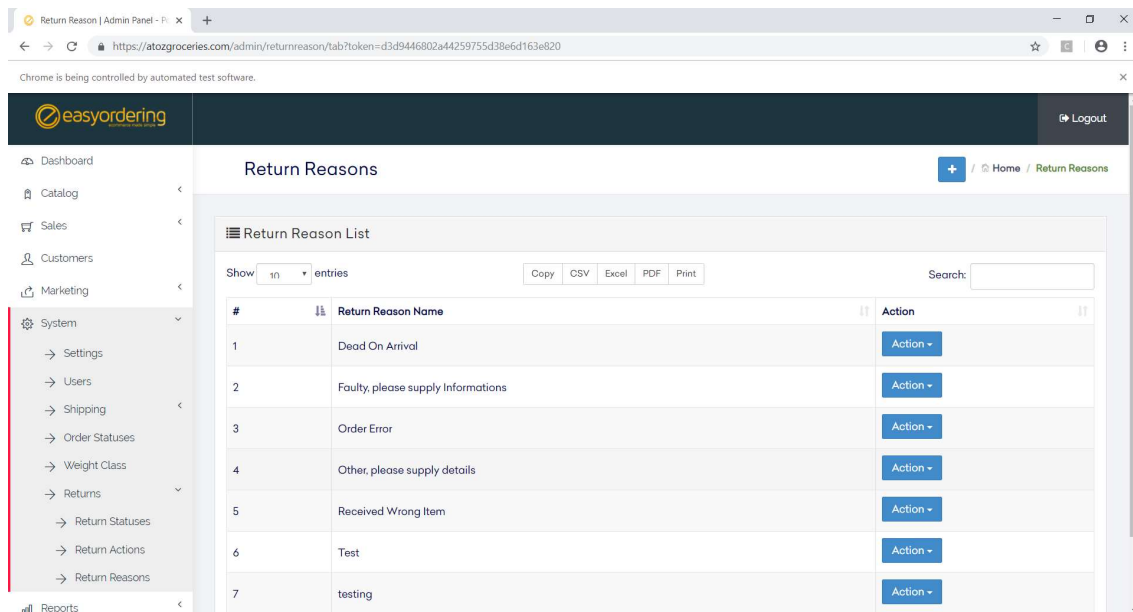 Return Reason | Admin Panel - P
https://atozgroceries.com/admin/returnreason/tab?token=d3d9446802a44259755d38e6d163e820
Chrome is being controlled by automated test software.
easyordering
ecommerce made simple
Logout
Dashboard
Catalog
Sales
Customers
Marketing
System
Settings
Users
Shipping
Order Statuses
Weight Class
Returns
Return Statuses
Return Actions
Return Reasons
Reports
Return Reasons
+ / Home / Return Reasons
Return Reason List
Show 10 entries
Copy CSV Excel PDF Print
Search:
# Return Reason Name Action
1 Dead On Arrival Action
2 Faulty, please supply Informations Action
3 Order Error Action
4 Other, please supply details Action
5 Received Wrong Item Action
6 Test Action
7 testing Action